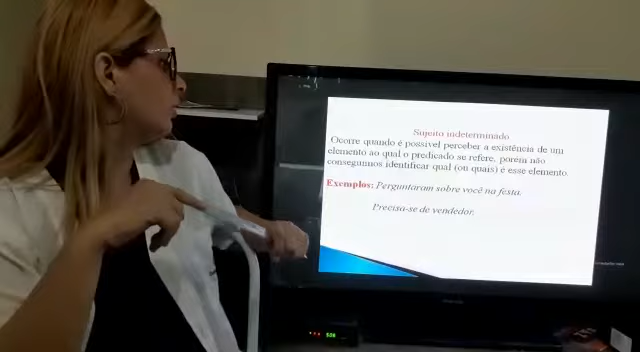 Sujeito indeterminado
Ocorre quando é possível perceber a existência de um
elemento ao qual o predicado se refere, porém não
conseguimos identificar qual (ou quais) é esse elemento.
Exemplos: Perguntaram sobre você na festa.
Precisa-se de vendedor.